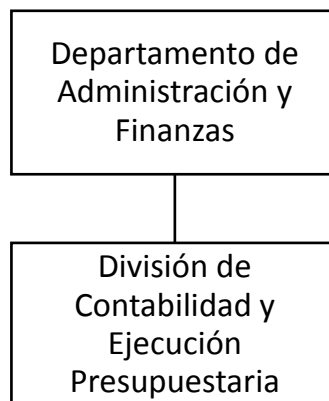 Departamento de
Administración y
Finanzas
División de
Contabilidad y
Ejecución
Presupuestaria